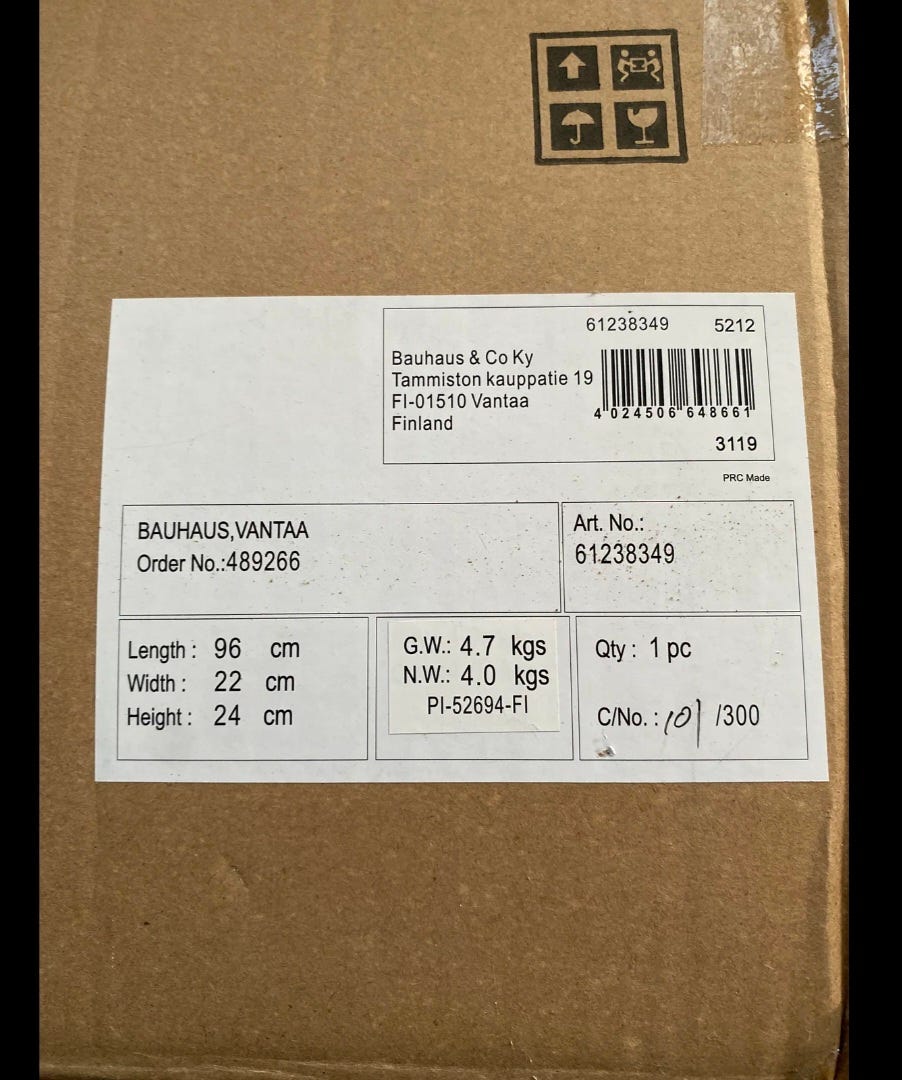 61238349 5212
Bauhaus & Co Ky
Tammiston kauppatie 19
FI-01510 Vantaa
Finland
4 024506 648661
3119
PRC Made
BAUHAUS,VANTAA
Order No.:489266
Art. No.:
61238349
Length : 96 cm
Width : 22 cm
Height : 24 cm
G.W.: 4.7 kgs
N.W.: 4.0 kgs
PI-52694-FI
Qty : 1 pc
C/No. : 101 /300